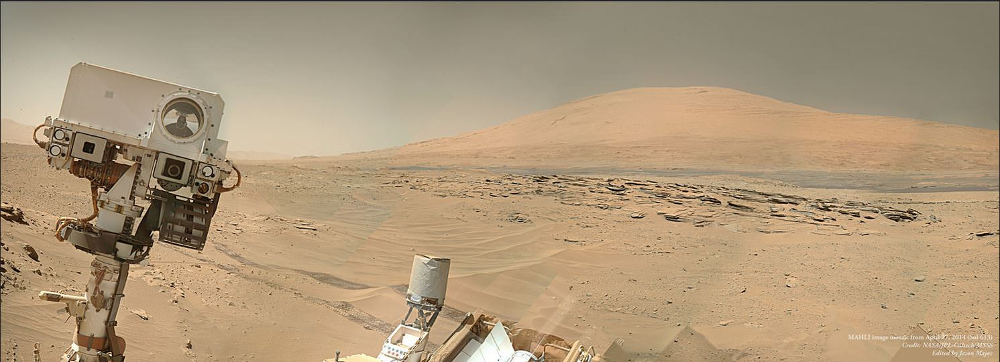 MAHLI image mosaic from April 27, 2014 (Sol 613)
Credit: NASA/JPL-Caltech/MSSS
Edited by Jason Major